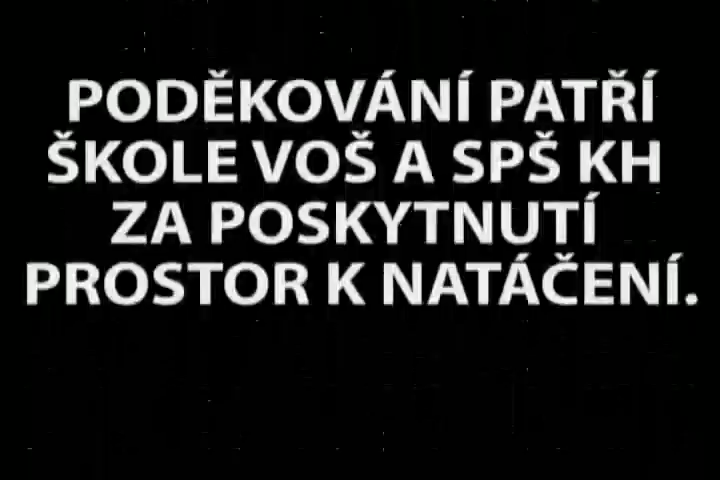 PODĚKOVÁNÍ PATŘÍ
ŠKOLE VOŠ A SPŠ KH
ZA POSKYTNUTÍ
PROSTOR K NATÁČENÍ.